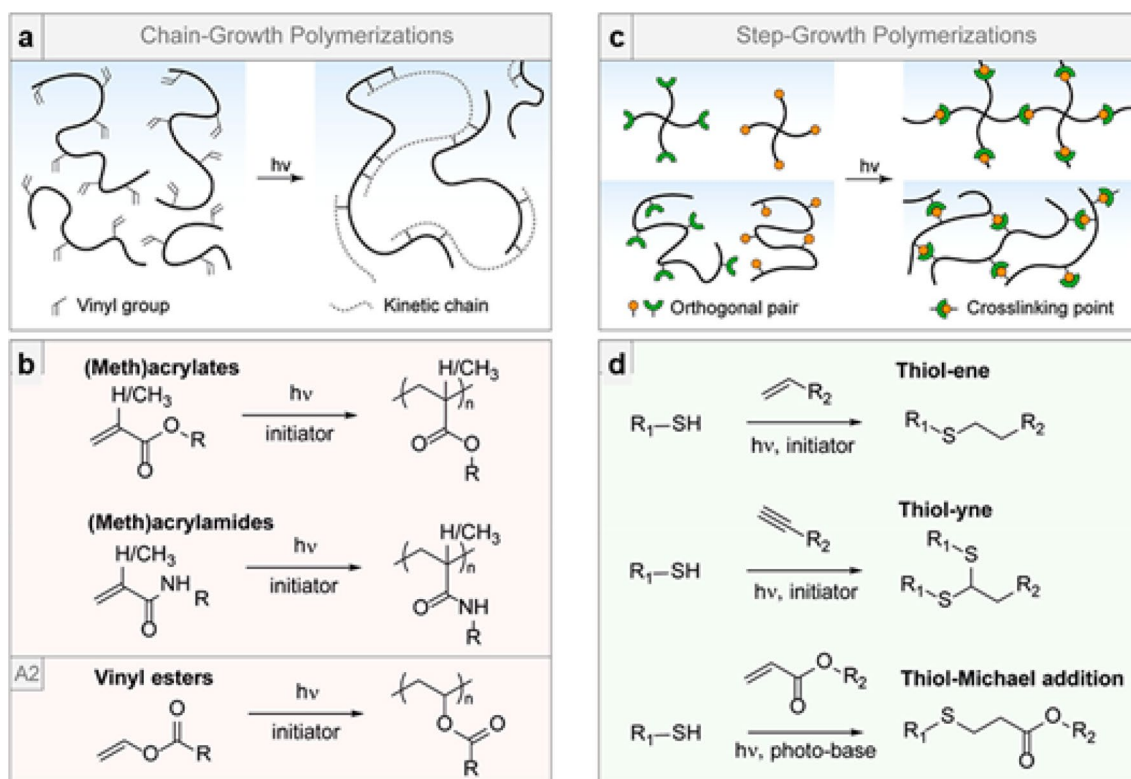 a
Chain-Growth Polymerizations
hν
Vinyl group
Kinetic chain
b
(Meth)acrylates
H/CH3
O
R
O
hν
initiator
H/CH3
n
O
O
R
(Meth)acrylamides
H/CH3
NH
R
O
hν
initiator
H/CH3
n
O
NH
R
A2
Vinyl esters
O
O
R
hν
initiator
n
O
O
R
c
Step-Growth Polymerizations
hν
Orthogonal pair
Crosslinking point
d
Thiol-ene
R1–SH
R2
hν, initiator
R1
S
R2
Thiol-yne
R1–SH
R2
hν, initiator
R1
S
R1
S
R2
Thiol-Michael addition
R1–SH
O
R2
O
hν, photo-base
R1
S
O
R2
O